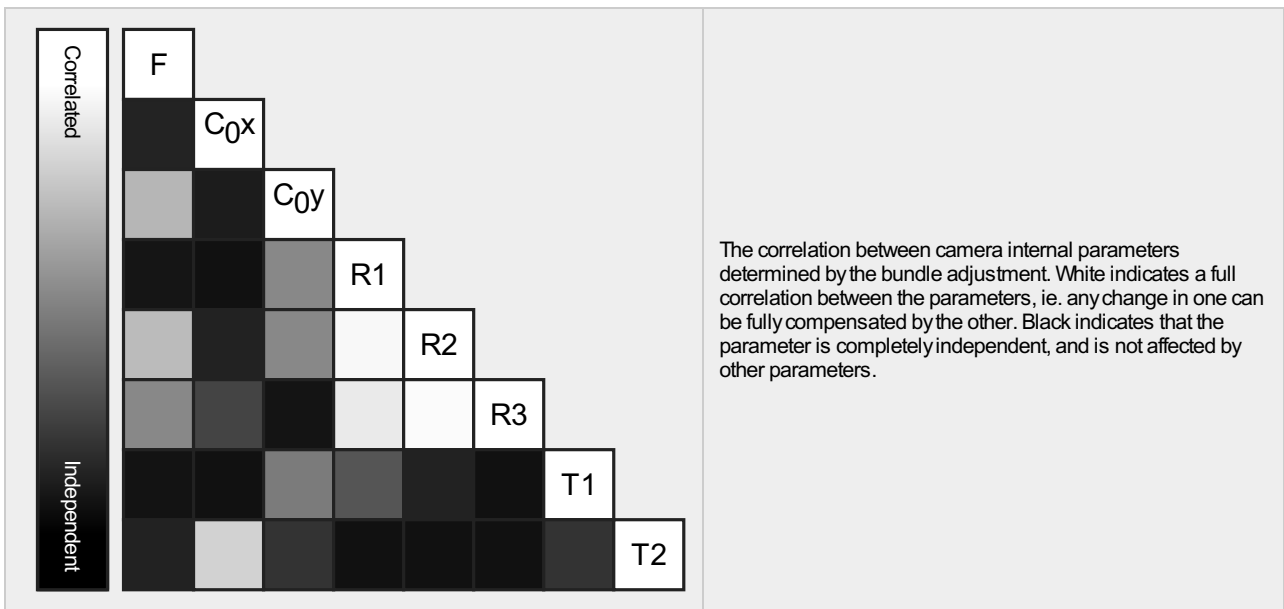 Correlated
Independent
F
C0x
C0y
R1
R2
R3
T1
T2
The correlation between camera internal parameters
determined by the bundle adjustment. White indicates a full
correlation between the parameters, ie. any change in one can
be fully compensated by the other. Black indicates that the
parameter is completely independent, and is not affected by
other parameters.